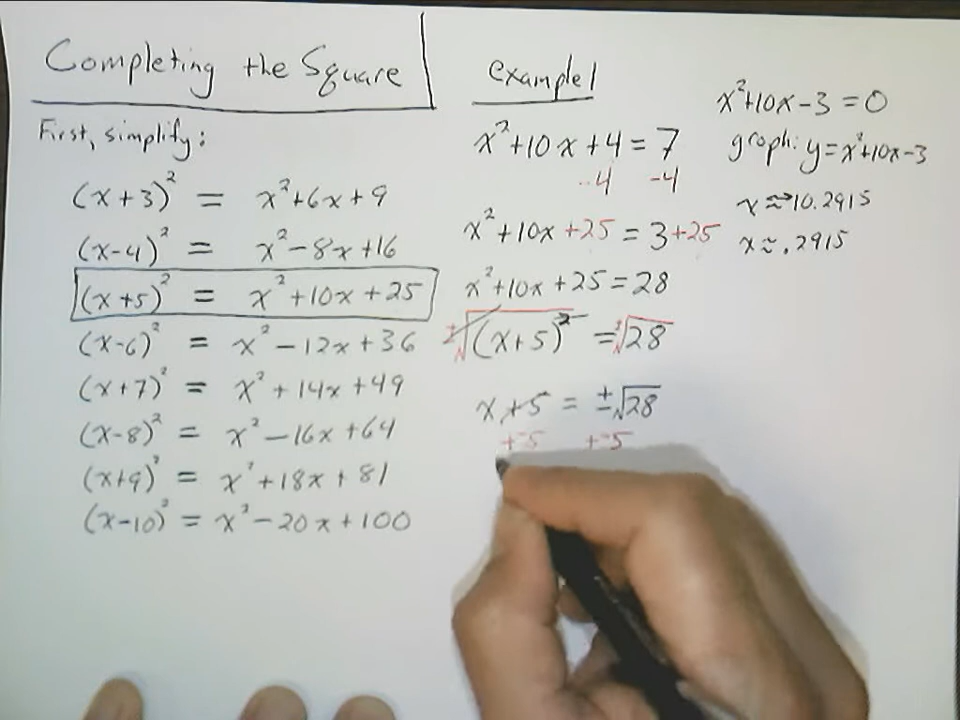 Completing the Square
First, simplify:
(x+3)² = x²+6x+9
(x-4)² = x²-8x+16
(x+5)² = x²+10x+25
(x-6)² = x²-12x+36
(x+7)² = x²+14x+49
(x-8)² = x²-16x+64
(x+9)² = x²+18x+81
(x-10)² = x²-20x+100
example 1
x²+10x+4=7
-4 -4
x²+10x+25=3+25
x²+10x+25=28
²√(x+5)² = ²√28
x+5 = ±√28
+-5 +-5
x²+10x-3=0
graph: y=x²+10x-3
x≈-10.2915
x≈.2915